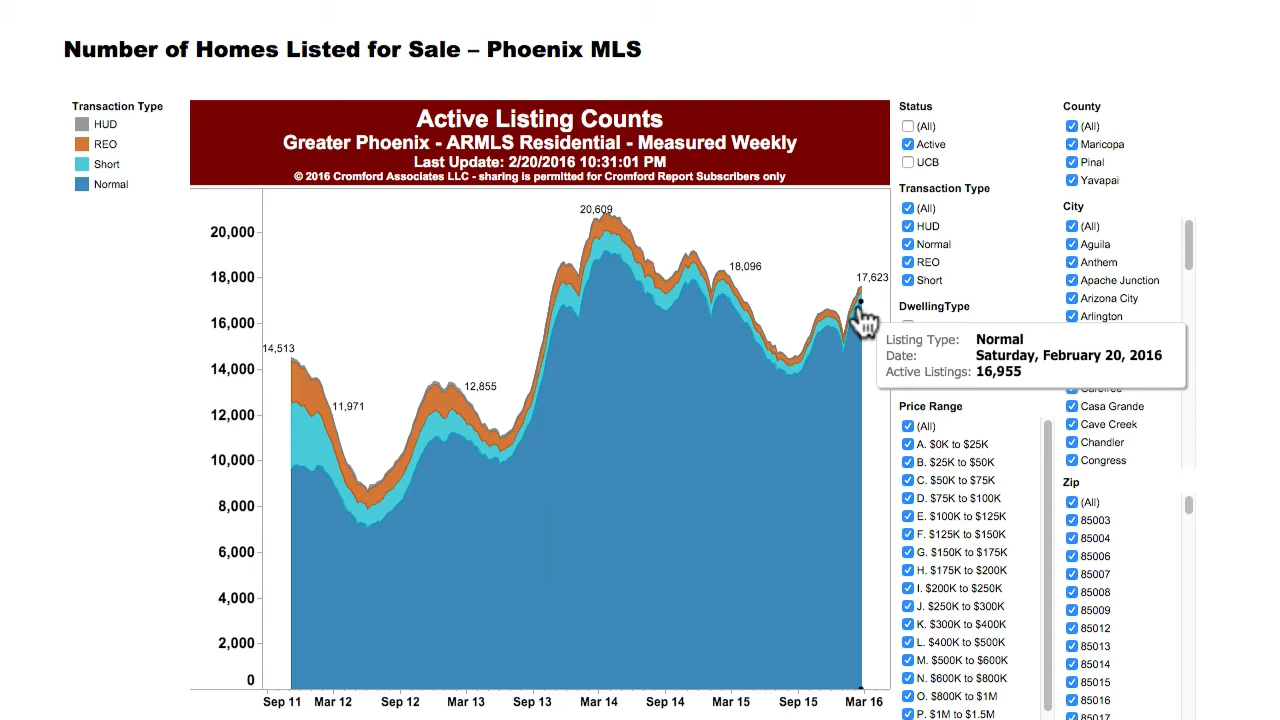 Number of Homes Listed for Sale – Phoenix MLS
Transaction Type
HUD
REO
Short
Normal
Active Listing Counts
Greater Phoenix - ARMLS Residential - Measured Weekly
Last Update: 2/20/2016 10:31:01 PM
© 2016 Cromford Associates LLC - sharing is permitted for Cromford Report Subscribers only
20,000
18,000
16,000
14,000
12,000
10,000
8,000
6,000
4,000
2,000
0
14,513
11,971
12,855
20,609
18,096
17,623
Sep 11
Mar 12
Sep 12
Mar 13
Sep 13
Mar 14
Sep 14
Mar 15
Sep 15
Mar 16
Listing Type: Normal
Date: Saturday, February 20, 2016
Active Listings: 16,955
Status
(All)
Active
UCB
Transaction Type
(All)
HUD
Normal
REO
Short
DwellingType
Price Range
(All)
A. $0K to $25K
B. $25K to $50K
C. $50K to $75K
D. $75K to $100K
E. $100K to $125K
F. $125K to $150K
G. $150K to $175K
H. $175K to $200K
I. $200K to $250K
J. $250K to $300K
K. $300K to $400K
L. $400K to $500K
M. $500K to $600K
N. $600K to $800K
O. $800K to $1M
P. $1M to $1.5M
County
(All)
Maricopa
Pinal
Yavapai
City
(All)
Aguila
Anthem
Apache Junction
Arizona City
Arlington
Carefree
Casa Grande
Cave Creek
Chandler
Congress
Zip
(All)
85003
85004
85006
85007
85008
85009
85012
85013
85014
85015
85016
85017